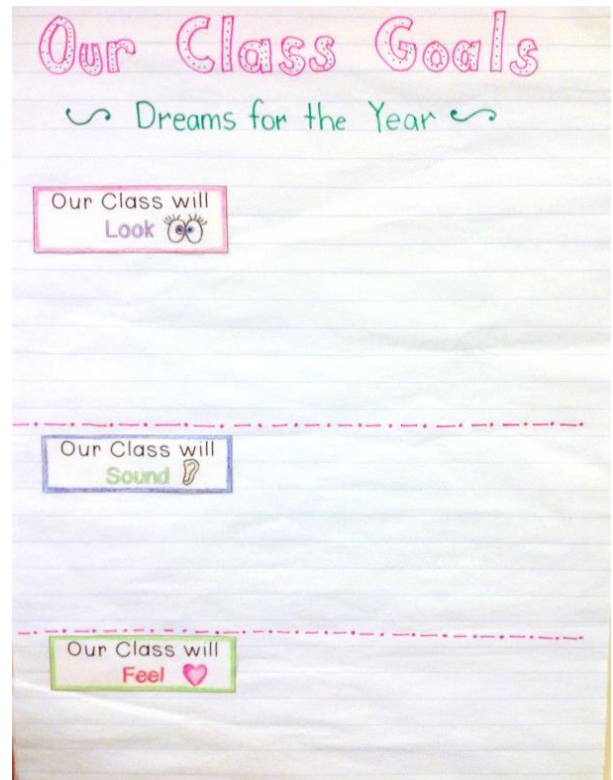 Our Class Goals
Dreams for the Year
Our Class will
Look
Our Class will
Sound
Our Class will
Feel